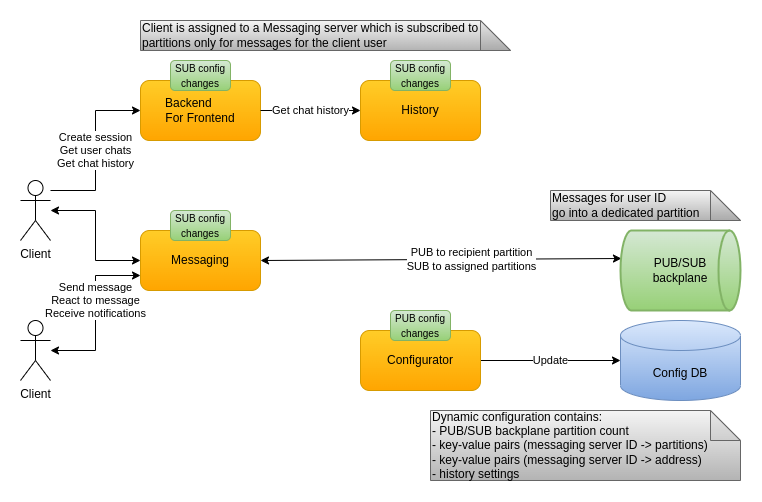 Client is assigned to a Messaging server which is subscribed to
partitions only for messages for the client user
SUB config
changes
Backend
For Frontend
Get chat history
SUB config
changes
History
Create session
Get user chats
Get chat history
Client
SUB config
changes
Messaging
PUB to recipient partition
SUB to assigned partitions
Messages for user ID
go into a dedicated partition
PUB/SUB
backplane
Send message
React to message
Receive notifications
Client
PUB config
changes
Configurator
Update
Config DB
Dynamic configuration contains:
- PUB/SUB backplane partition count
- key-value pairs (messaging server ID -> partitions)
- key-value pairs (messaging server ID -> address)
- history settings